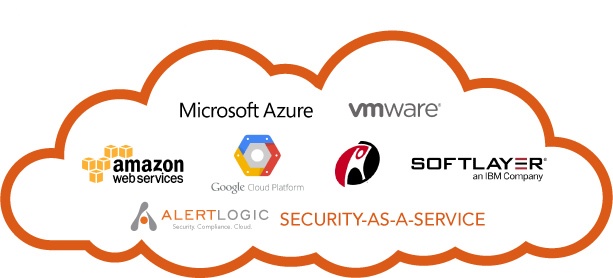 Microsoft Azure
vmware®
amazon
web services
Google Cloud Platform
SOFTLAYER®
an IBM Company
ALERTLOGIC
Security. Compliance. Cloud.
SECURITY-AS-A-SERVICE